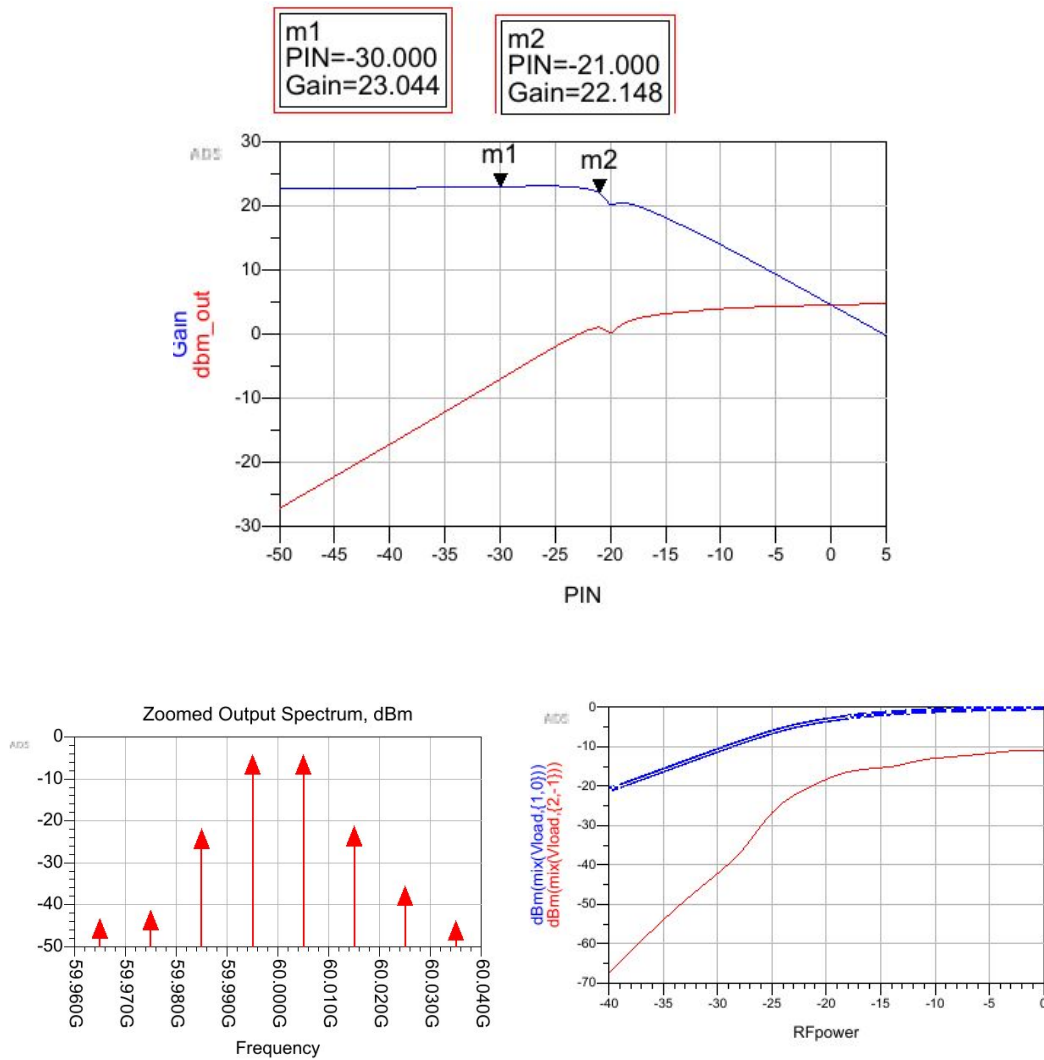 m1
PIN=-30.000
Gain=23.044
m2
PIN=-21.000
Gain=22.148
ADS
m1
m2
30
20
10
0
-10
-20
-30
Gain
dbm_out
-50
-45
-40
-35
-30
-25
-20
-15
-10
-5
0
5
PIN
Zoomed Output Spectrum, dBm
ADS
0
-10
-20
-30
-40
-50
59.960G
59.970G
59.980G
59.990G
60.000G
60.010G
60.020G
60.030G
60.040G
Frequency
ADS
0
-10
-20
-30
-40
-50
-60
-70
dBm(mix(Vload,{1,0}))
dBm(mix(Vload,{2,-1}))
-40
-35
-30
-25
-20
-15
-10
-5
0
RFpower